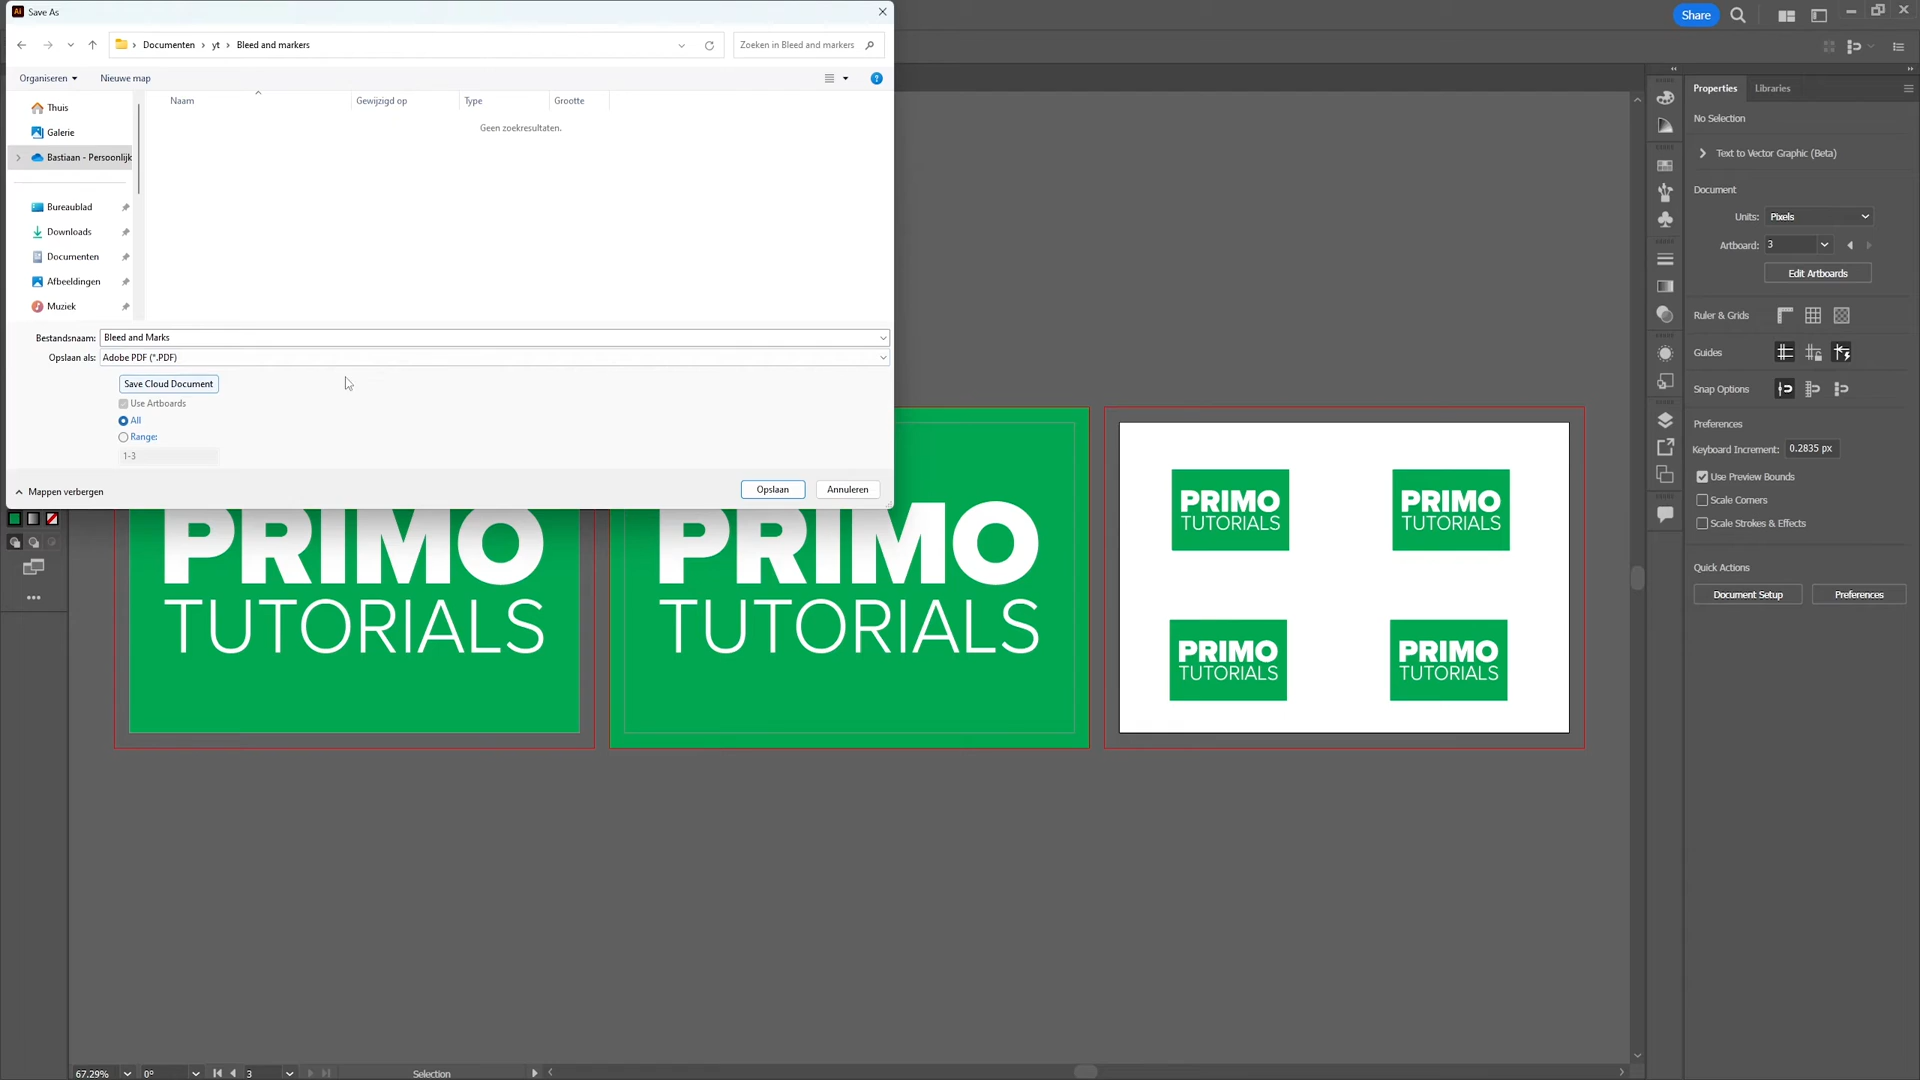 Ai Save As
Documenten > yt > Bleed and markers
Zoeken in Bleed and markers
Organiseren
Nieuwe map
Naam
Gewijzigd op
Type
Grootte
Geen zoekresultaten.
Thuis
Galerie
Bastiaan - Persoonlijk
Bureaublad
Downloads
Documenten
Afbeeldingen
Muziek
Bestandsnaam: Bleed and Marks
Opslaan als: Adobe PDF (*.PDF)
Save Cloud Document
Use Artboards
All
Range:
1-3
Mappen verbergen
Opslaan
Annuleren
Share
Properties
Libraries
No Selection
Text to Vector Graphic (Beta)
Document
Units: Pixels
Artboard: 3
Edit Artboards
Ruler & Grids
Guides
Snap Options
Preferences
Keyboard Increment: 0.2835 px
Use Preview Bounds
Scale Corners
Scale Strokes & Effects
Quick Actions
Document Setup
Preferences
PRIMO
TUTORIALS
PRIMO
TUTORIALS
PRIMO
TUTORIALS
PRIMO
TUTORIALS
PRIMO
TUTORIALS
PRIMO
TUTORIALS
67.29%
0°
3
Selection